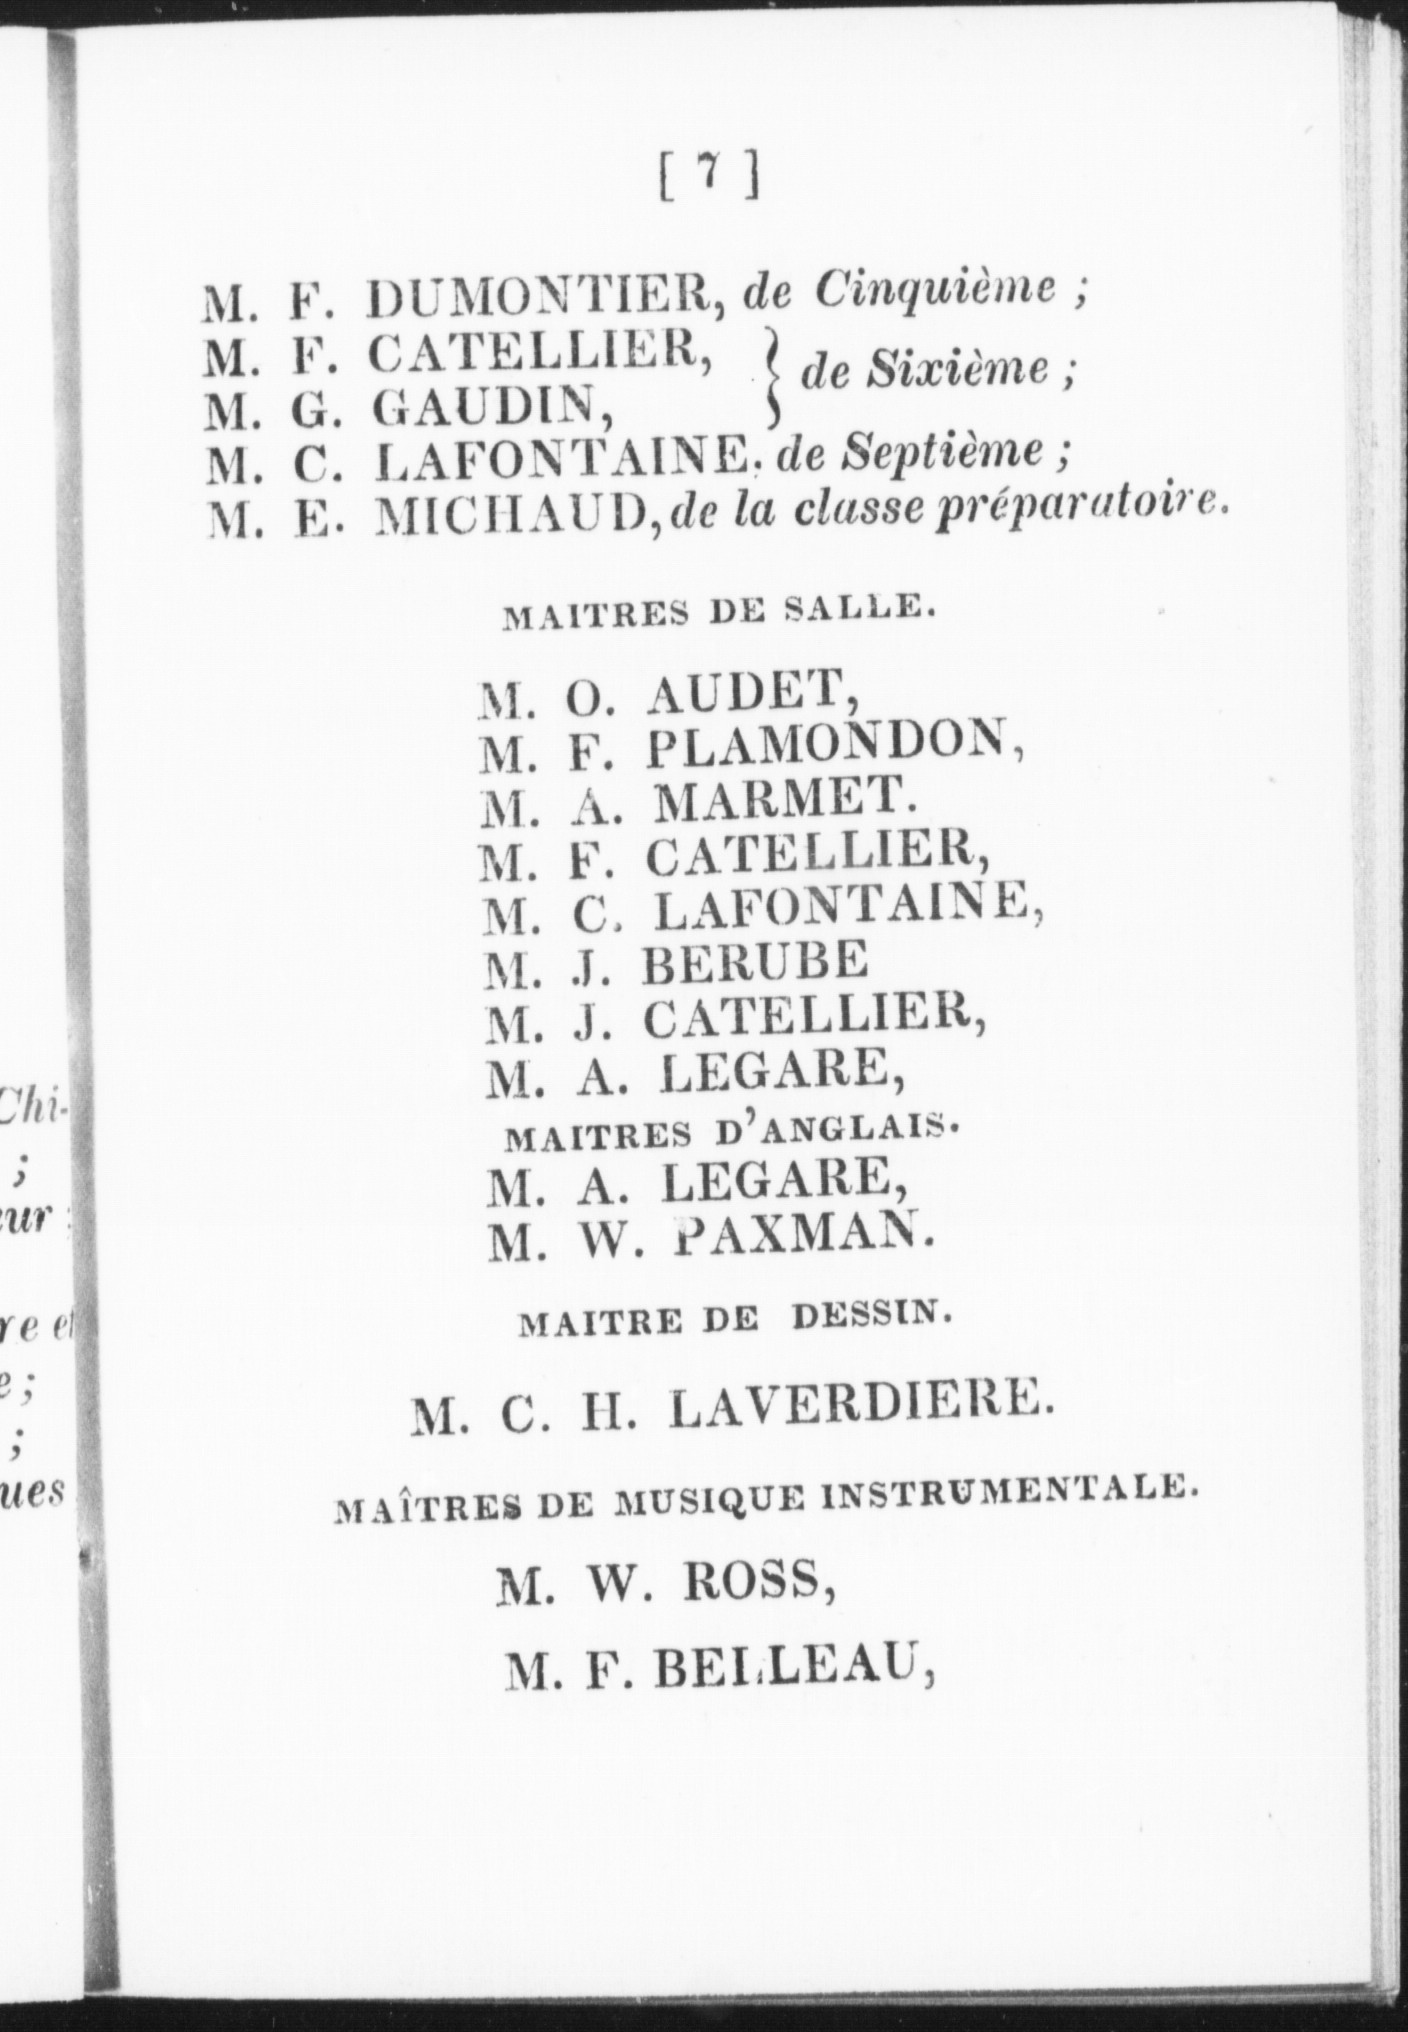 [ 7 ]
M. F. DUMONTIER, de Cinquième ;
M. F. CATELLIER,
M. G. GAUDIN,
} de Sixième ;
M. C. LAFONTAINE, de Septième ;
M. E. MICHAUD, de la classe préparatoire.
MAITRES DE SALLE.
M. O. AUDET,
M. F. PLAMONDON,
M. A. MARMET.
M. F. CATELLIER,
M. C. LAFONTAINE,
M. J. BERUBE
M. J. CATELLIER,
M. A. LEGARE,
MAITRES D'ANGLAIS.
M. A. LEGARE,
M. W. PAXMAN.
MAITRE DE DESSIN.
M. C. H. LAVERDIERE.
MAÎTRES DE MUSIQUE INSTRUMENTALE.
M. W. ROSS,
M. F. BELLEAU,